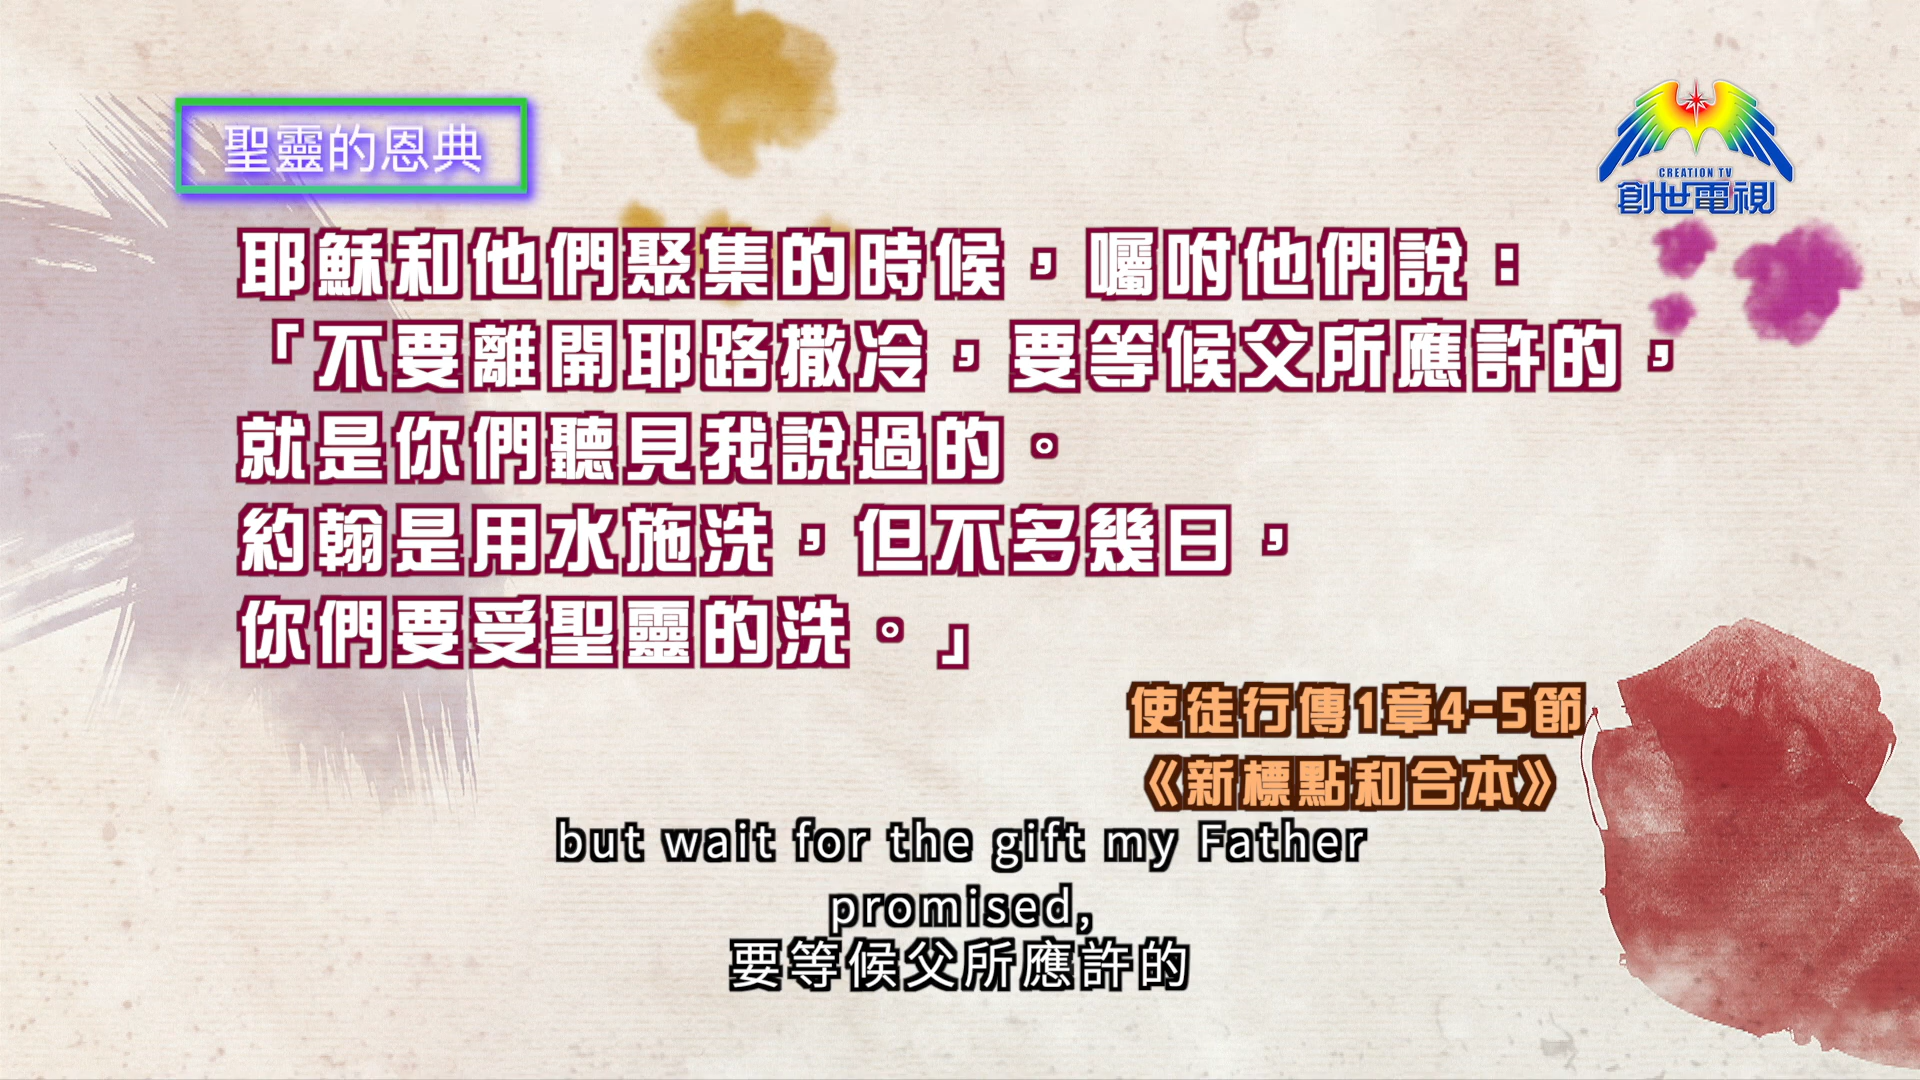 聖靈的恩典
CREATION TV
創世電視
耶穌和他們聚集的時候，囑咐他們說：
「不要離開耶路撒冷，要等候父所應許的，
就是你們聽見我說過的。
約翰是用水施洗，但不多幾日，
你們要受聖靈的洗。」
使徒行傳1章4-5節
《新標點和合本》
but wait for the gift my Father
promised,
要等候父所應許的